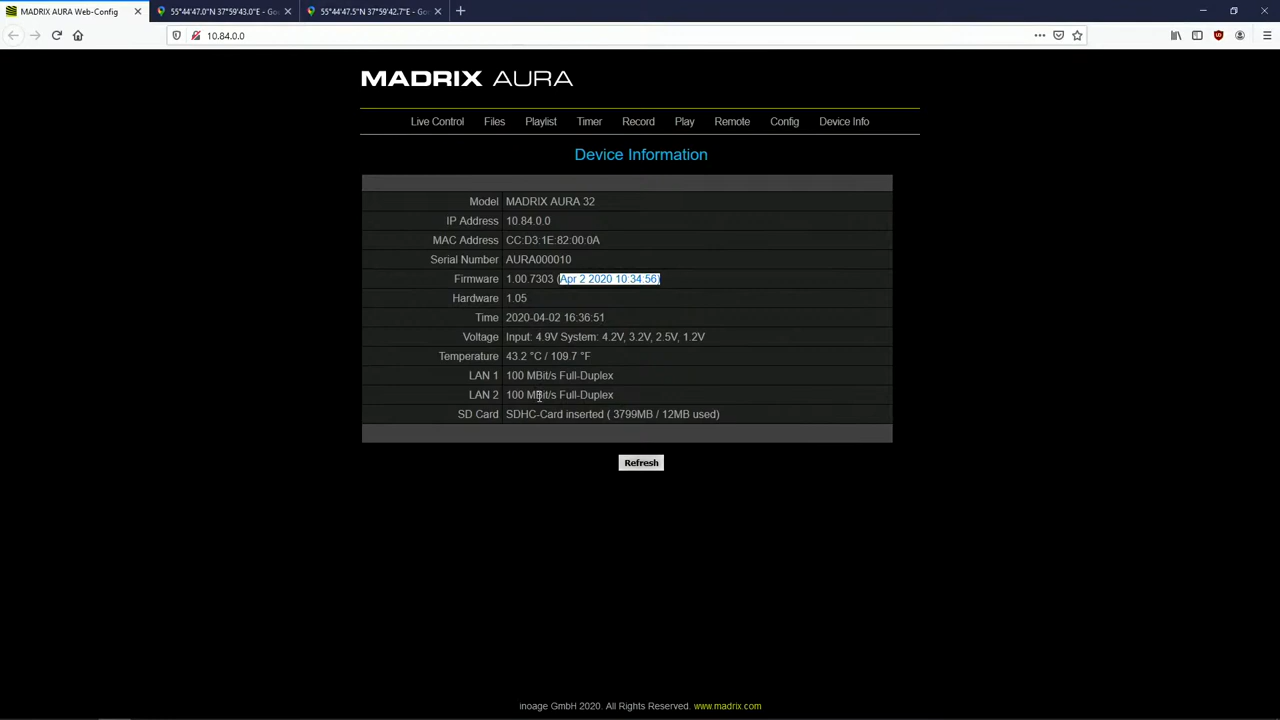 MADRIX AURA Web-Config
55°44'47.0"N 37°59'43.0"E - Go
55°44'47.5"N 37°59'42.7"E - Go
10.84.0.0
MADRIX AURA
Live Control Files Playlist Timer Record Play Remote Config Device Info
Device Information
Model MADRIX AURA 32
IP Address 10.84.0.0
MAC Address CC:D3:1E:82:00:0A
Serial Number AURA000010
Firmware 1.00.7303 (Apr 2 2020 10:34:56)
Hardware 1.05
Time 2020-04-02 16:36:51
Voltage Input: 4.9V System: 4.2V, 3.2V, 2.5V, 1.2V
Temperature 43.2 °C / 109.7 °F
LAN 1 100 MBit/s Full-Duplex
LAN 2 100 MBit/s Full-Duplex
SD Card SDHC-Card inserted ( 3799MB / 12MB used)
Refresh
inoage GmbH 2020. All Rights Reserved. www.madrix.com